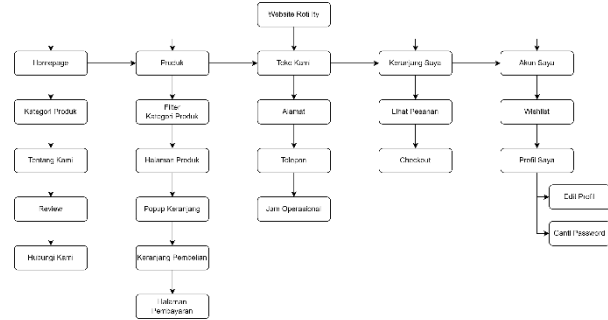 Website Roti Ity
Homepage
Produk
Toko Kami
Keranjang Saya
Akun Saya
Kategori Produk
Filter
Kategori Produk
Alamat
Lihat Pesanan
Wishlist
Tentang Kami
Halaman Produk
Telepon
Checkout
Profil Saya
Review
Popup Keranjang
Jam Operasional
Edit Profil
Ganti Password
Hubungi Kami
Keranjang Pembelian
Halaman
Pembayaran